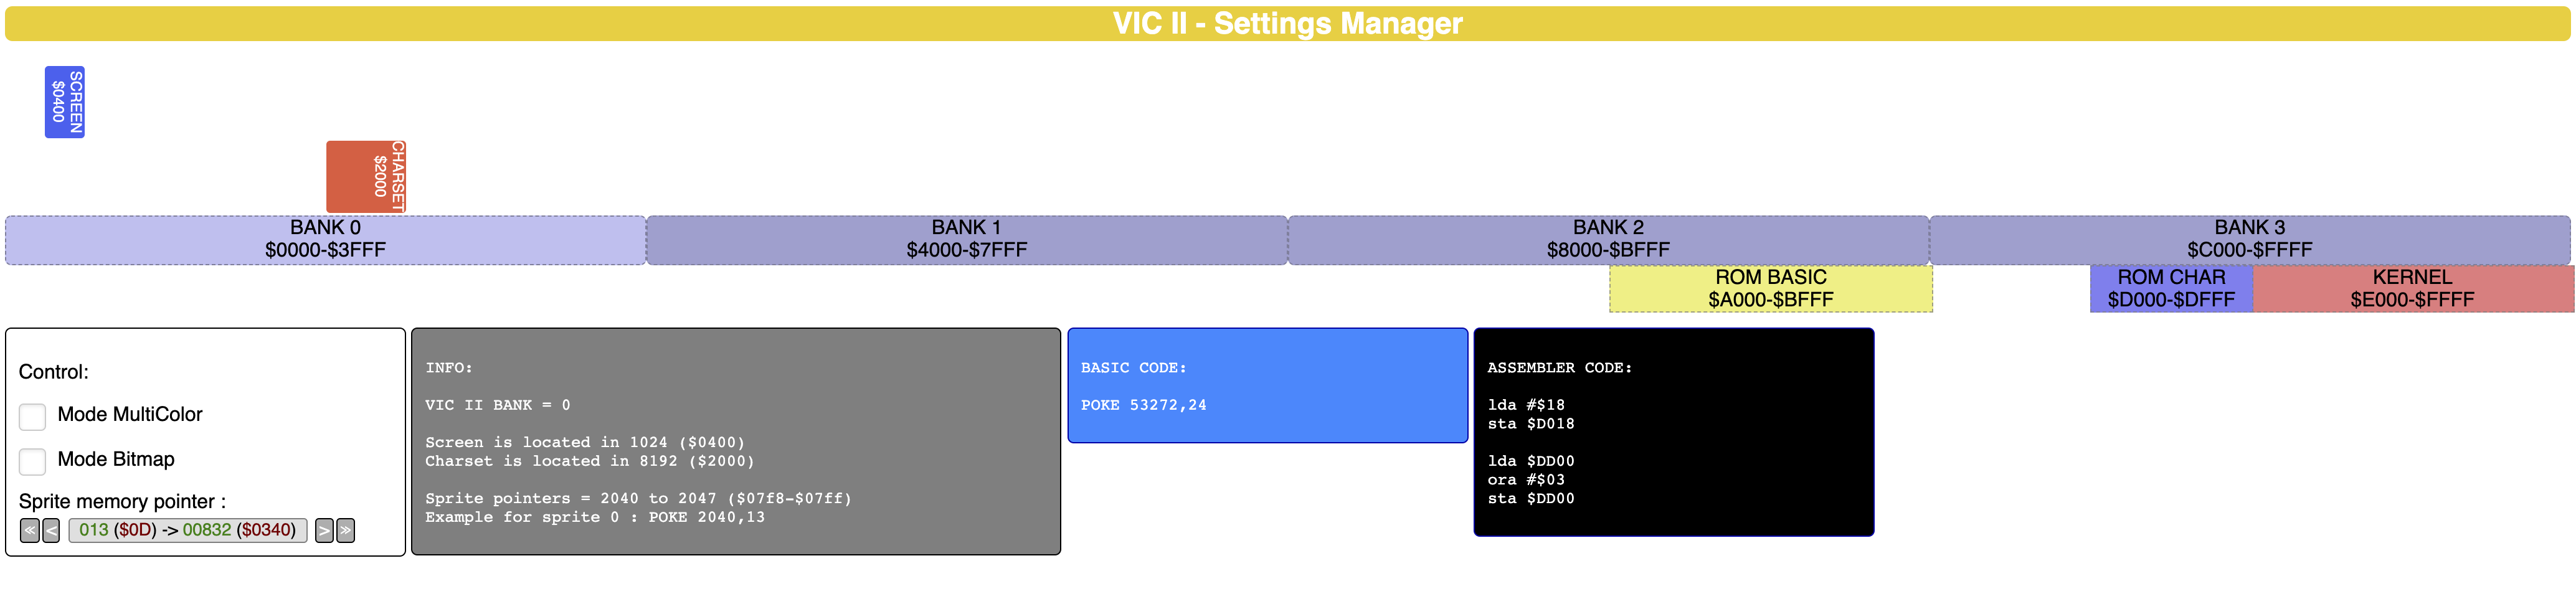 VIC II - Settings Manager
SCREEN
$0400
CHARSET
$2000
BANK 0
$0000-$3FFF
BANK 1
$4000-$7FFF
BANK 2
$8000-$BFFF
BANK 3
$C000-$FFFF
ROM BASIC
$A000-$BFFF
ROM CHAR
$D000-$DFFF
KERNEL
$E000-$FFFF
Control:
Mode MultiColor
Mode Bitmap
Sprite memory pointer :
« < 013 ($0D) -> 00832 ($0340) > »
INFO:
VIC II BANK = 0
Screen is located in 1024 ($0400)
Charset is located in 8192 ($2000)
Sprite pointers = 2040 to 2047 ($07f8-$07ff)
Example for sprite 0 : POKE 2040,13
BASIC CODE:
POKE 53272,24
ASSEMBLER CODE:
lda #$18
sta $D018
lda $DD00
ora #$03
sta $DD00